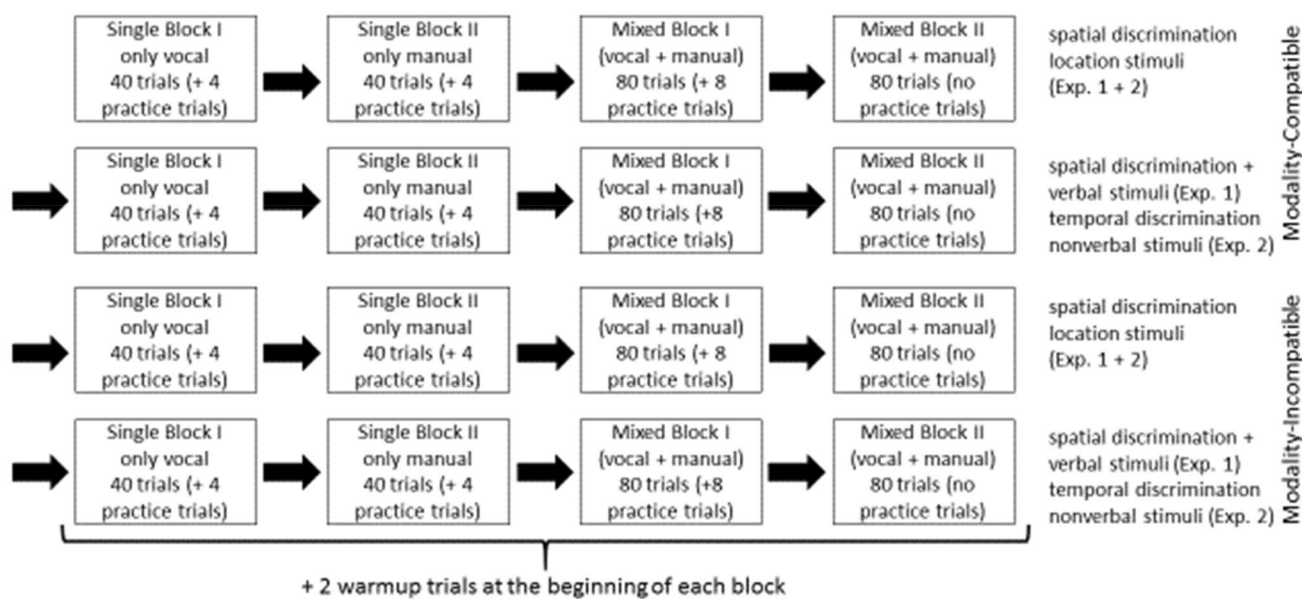 Single Block I
only vocal
40 trials (+ 4
practice trials)
Single Block II
only manual
40 trials (+ 4
practice trials)
Mixed Block I
(vocal + manual)
80 trials (+ 8
practice trials)
Mixed Block II
(vocal + manual)
80 trials (no
practice trials)
spatial discrimination
location stimuli
(Exp. 1 + 2)
Single Block I
only vocal
40 trials (+ 4
practice trials)
Single Block II
only manual
40 trials (+ 4
practice trials)
Mixed Block I
(vocal + manual)
80 trials (+8
practice trials)
Mixed Block II
(vocal + manual)
80 trials (no
practice trials)
spatial discrimination +
verbal stimuli (Exp. 1)
temporal discrimination
nonverbal stimuli (Exp. 2)
Modality-Compatible
Single Block I
only vocal
40 trials (+ 4
practice trials)
Single Block II
only manual
40 trials (+ 4
practice trials)
Mixed Block I
(vocal + manual)
80 trials (+ 8
practice trials)
Mixed Block II
(vocal + manual)
80 trials (no
practice trials)
spatial discrimination
location stimuli
(Exp. 1 + 2)
Single Block I
only vocal
40 trials (+ 4
practice trials)
Single Block II
only manual
40 trials (+ 4
practice trials)
Mixed Block I
(vocal + manual)
80 trials (+8
practice trials)
Mixed Block II
(vocal + manual)
80 trials (no
practice trials)
spatial discrimination +
verbal stimuli (Exp. 1)
temporal discrimination
nonverbal stimuli (Exp. 2)
Modality-Incompatible
+ 2 warmup trials at the beginning of each block